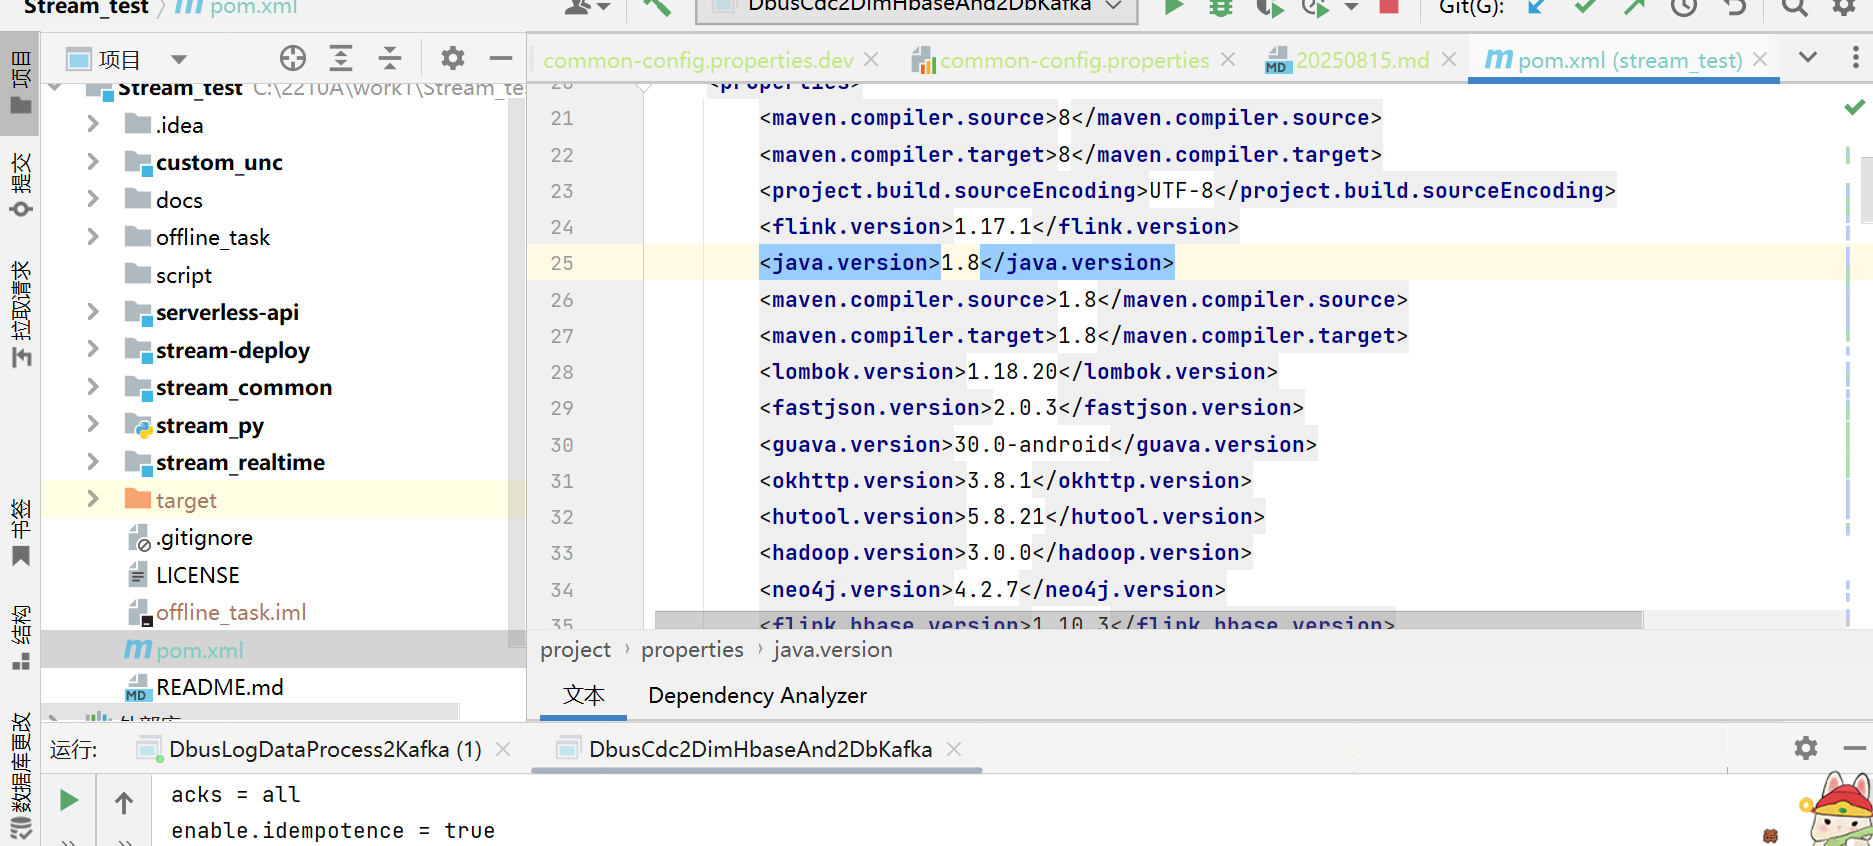 Stream_test 〉 m pom.xml
DbusCdc2DimHbaseAnd2DbKafka
Git(G):
项目
common-config.properties.dev
common-config.properties
MD 20250815.md
m pom.xml (stream_test)
项目
提交
拉取请求
书签
结构
数据库更改
Stream_test C:\2210A\work1\Stream_te
.idea
custom_unc
docs
offline_task
script
serverless-api
stream-deploy
stream_common
stream_py
stream_realtime
target
.gitignore
LICENSE
offline_task.iml
m pom.xml
MD README.md
外部库
20 <properties>
21 <maven.compiler.source>8</maven.compiler.source>
22 <maven.compiler.target>8</maven.compiler.target>
23 <project.build.sourceEncoding>UTF-8</project.build.sourceEncoding>
24 <flink.version>1.17.1</flink.version>
25 <java.version>1.8</java.version>
26 <maven.compiler.source>1.8</maven.compiler.source>
27 <maven.compiler.target>1.8</maven.compiler.target>
28 <lombok.version>1.18.20</lombok.version>
29 <fastjson.version>2.0.3</fastjson.version>
30 <guava.version>30.0-android</guava.version>
31 <okhttp.version>3.8.1</okhttp.version>
32 <hutool.version>5.8.21</hutool.version>
33 <hadoop.version>3.0.0</hadoop.version>
34 <neo4j.version>4.2.7</neo4j.version>
35 <flink.hbase.version>1.10.3</flink.hbase.version>
project › properties › java.version
文本 Dependency Analyzer
运行: DbusLogDataProcess2Kafka (1) DbusCdc2DimHbaseAnd2DbKafka
acks = all
enable.idempotence = true